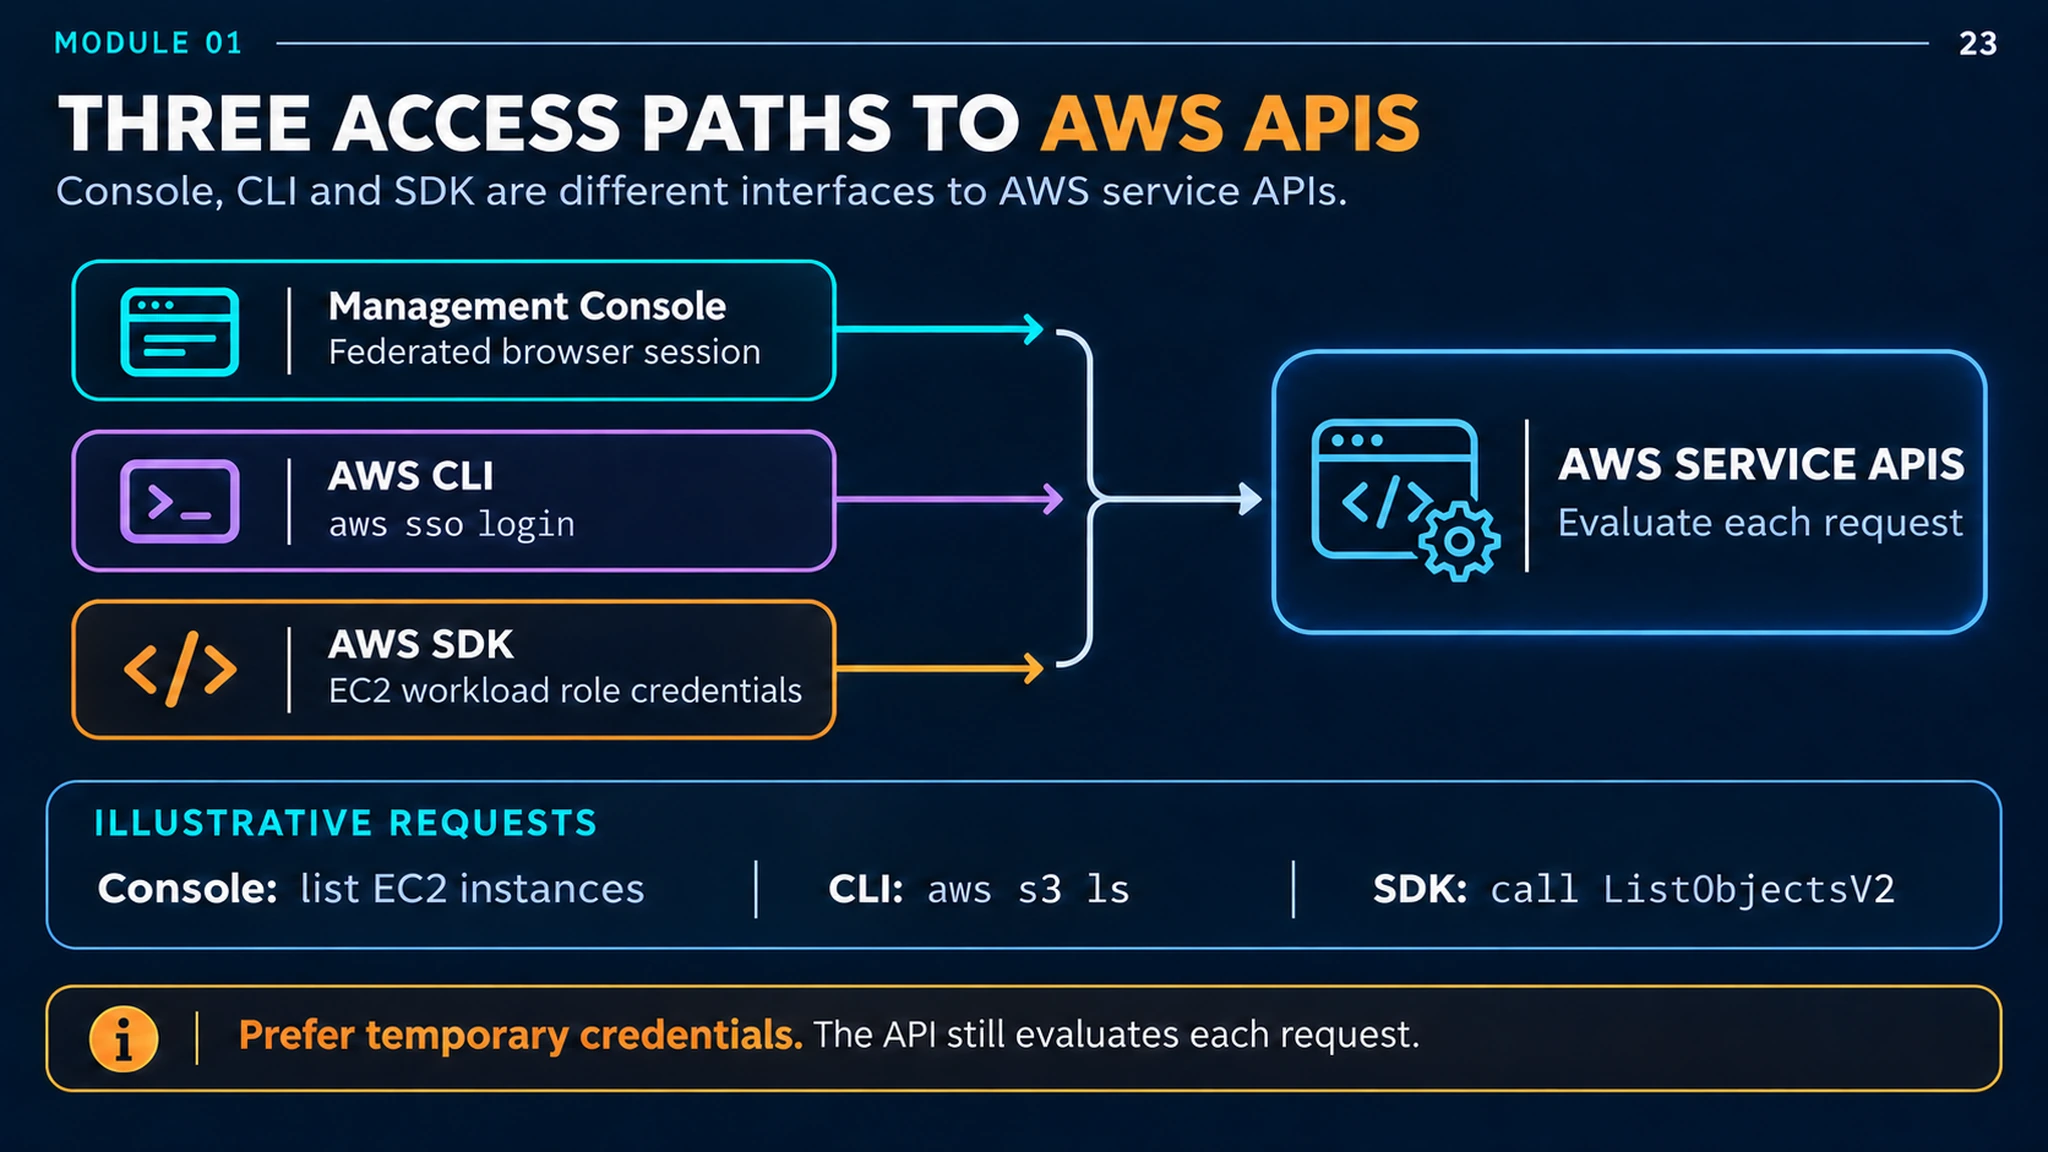 MODULE 01
23
THREE ACCESS PATHS TO AWS APIS
Console, CLI and SDK are different interfaces to AWS service APIs.
Management Console
Federated browser session
AWS CLI
aws sso login
AWS SDK
EC2 workload role credentials
AWS SERVICE APIS
Evaluate each request
ILLUSTRATIVE REQUESTS
Console: list EC2 instances
CLI: aws s3 ls
SDK: call ListObjectsV2
Prefer temporary credentials. The API still evaluates each request.